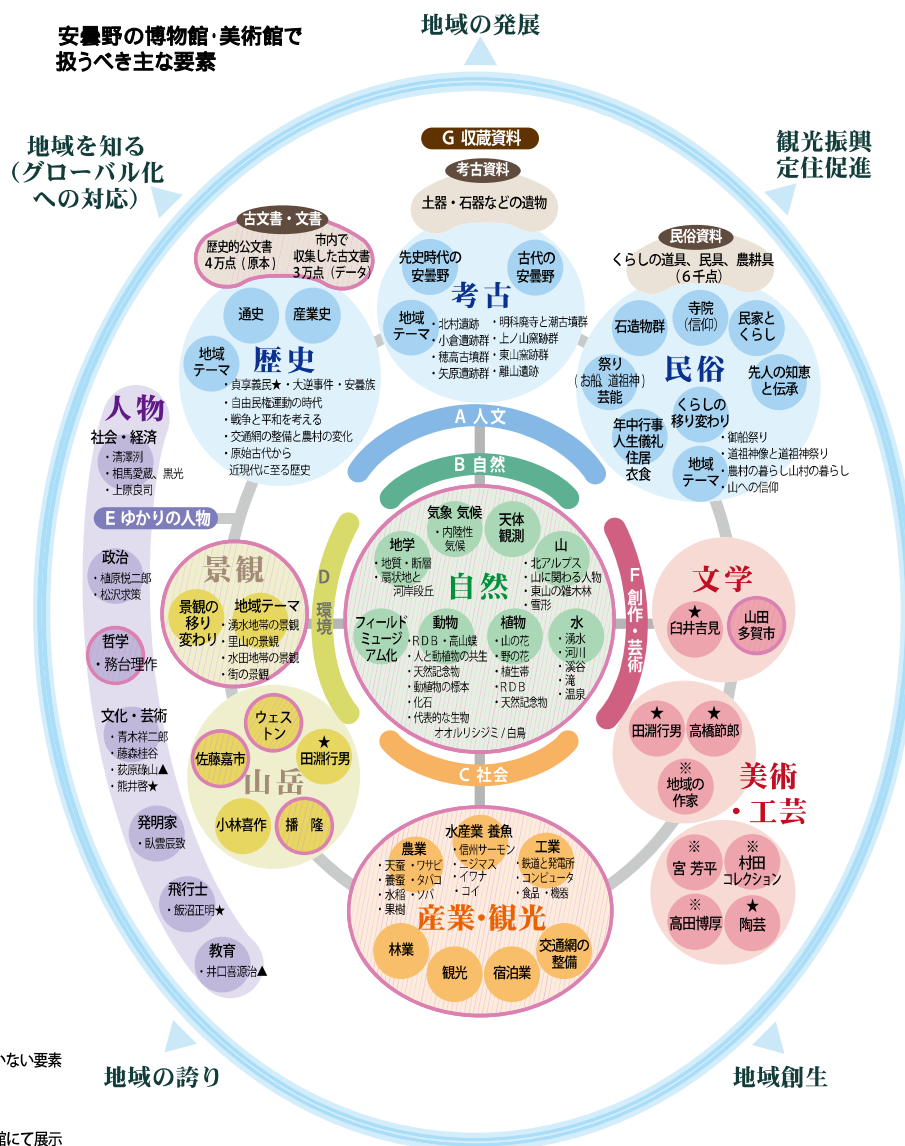 安曇野の博物館・美術館で
扱うべき主な要素
地域の発展
地域を知る
(グローバル化
への対応)
観光振興
定住促進
G 収蔵資料
考古資料
土器・石器などの遺物
古文書・文書
歴史的公文書
4万点(原本)
市内で
収集した古文書
3万点(データ)
民俗資料
くらしの道具、民具、農耕具
(6千点)
先史時代の
安曇野
古代の
安曇野
考古
地域
テーマ
・北村遺跡
・小倉遺跡群
・穂高古墳群
・矢原遺跡群
・明科廃寺と潮古墳群
・上ノ山窯跡群
・東山窯跡群
・離山遺跡
通史
産業史
地域
テーマ
歴史
・貞享義民★・大逆事件・安曇族
・自由民権運動の時代
・戦争と平和を考える
・交通網の整備と農村の変化
・原始古代から
近現代に至る歴史
石造物群
寺院
(信仰)
民家と
くらし
祭り
(お船 道祖神)
芸能
民俗
先人の知恵
と伝承
くらしの
移り変わり
年中行事
人生儀礼
住居
衣食
地域
テーマ
・御船祭り
・道祖神像と道祖神祭り
・農村の暮らし山村の暮らし
・山への信仰
A 人文
B 自然
人物
社会・経済
・清澤洌
・相馬愛蔵、黒光
・上原良司
E ゆかりの人物
政治
・植原悦二郎
・松沢求策
哲学
・務台理作
文化・芸術
・青木祥二郎
・藤森桂谷
・荻原碌山▲
・熊井啓★
発明家
・臥雲辰致
飛行士
・飯沼正明★
教育
・井口喜源治▲
景観
景観の
移り
変わり
地域テーマ
・湧水地帯の景観
・里山の景観
・水田地帯の景観
・街の景観
D 環境
気象 気候
・内陸性
気候
天体
観測
地学
・地質・断層
・扇状地と
河岸段丘
山
・北アルプス
・山に関わる人物
・東山の雑木林
・雪形
自然
フィールド
ミュージ
アム化
動物
・RDB・高山蝶
・人と動植物の共生
・天然記念物
・動植物の標本
・化石
・代表的な生物
オオルリシジミ/白鳥
植物
・山の花
・野の花
・植生帯
・RDB
・天然記念物
水
・湧水
・河川
・渓谷
・滝
・温泉
F 創作・芸術
文学
★
臼井吉見
山田
多賀市
ウェス
トン
佐藤嘉市
★
田淵行男
山岳
小林喜作
播 隆
★
田淵行男
★
高橋節郎
※
地域の
作家
美術
・工芸
※
宮 芳平
※
村田
コレクション
※
高田博厚
★
陶芸
C 社会
農業
・天蚕・ワサビ
・養蚕・タバコ
・水稲・ソバ
・果樹
水産業 養魚
・信州サーモン
・ニジマス
・イワナ
・コイ
工業
・鉄道と発電所
・コンピュータ
・食品・機器
産業・観光
林業
観光
宿泊業
交通網の
整備
かない要素
地域の誇り
地域創生
館にて展示